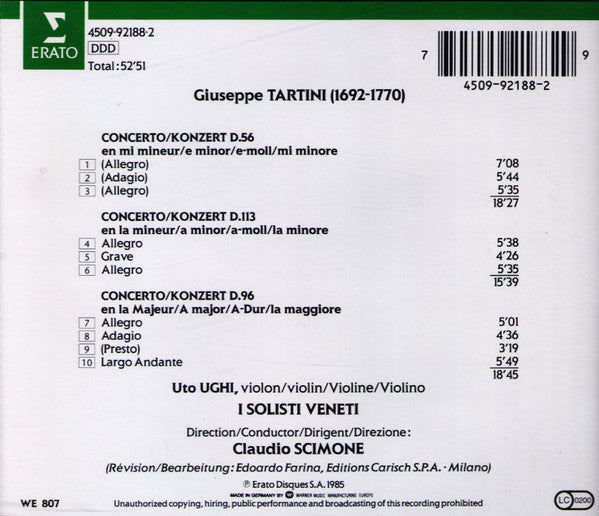 ERATO
4509-92188-2
DDD
Total:52'51
7 9
4509-92188-2
Giuseppe TARTINI (1692-1770)
CONCERTO/KONZERT D.56
en mi mineur/e minor/e-moll/mi minore
1 (Allegro) 7'08
2 (Adagio) 5'44
3 (Allegro) 5'35
18'27
CONCERTO/KONZERT D.113
en la mineur/a minor/a-moll/la minore
4 Allegro 5'38
5 Grave 4'26
6 Allegro 5'35
15'39
CONCERTO/KONZERT D.96
en la Majeur/A major/A-Dur/la maggiore
7 Allegro 5'01
8 Adagio 4'36
9 (Presto) 3'19
10 Largo Andante 5'49
18'45
Uto UGHI, violon/violin/Violine/Violino
I SOLISTI VENETI
Direction/Conductor/Dirigent/Direzione:
Claudio SCIMONE
(Révision/Bearbeitung: Edoardo Farina, Editions Carisch S.P.A. · Milano)
℗ Erato Disques S.A. 1985
MADE IN GERMANY BY WARNER MUSIC MANUFACTURING EUROPE
WE 807
Unauthorized copying, hiring, public performance and broadcasting of this recording prohibited
LC 0200